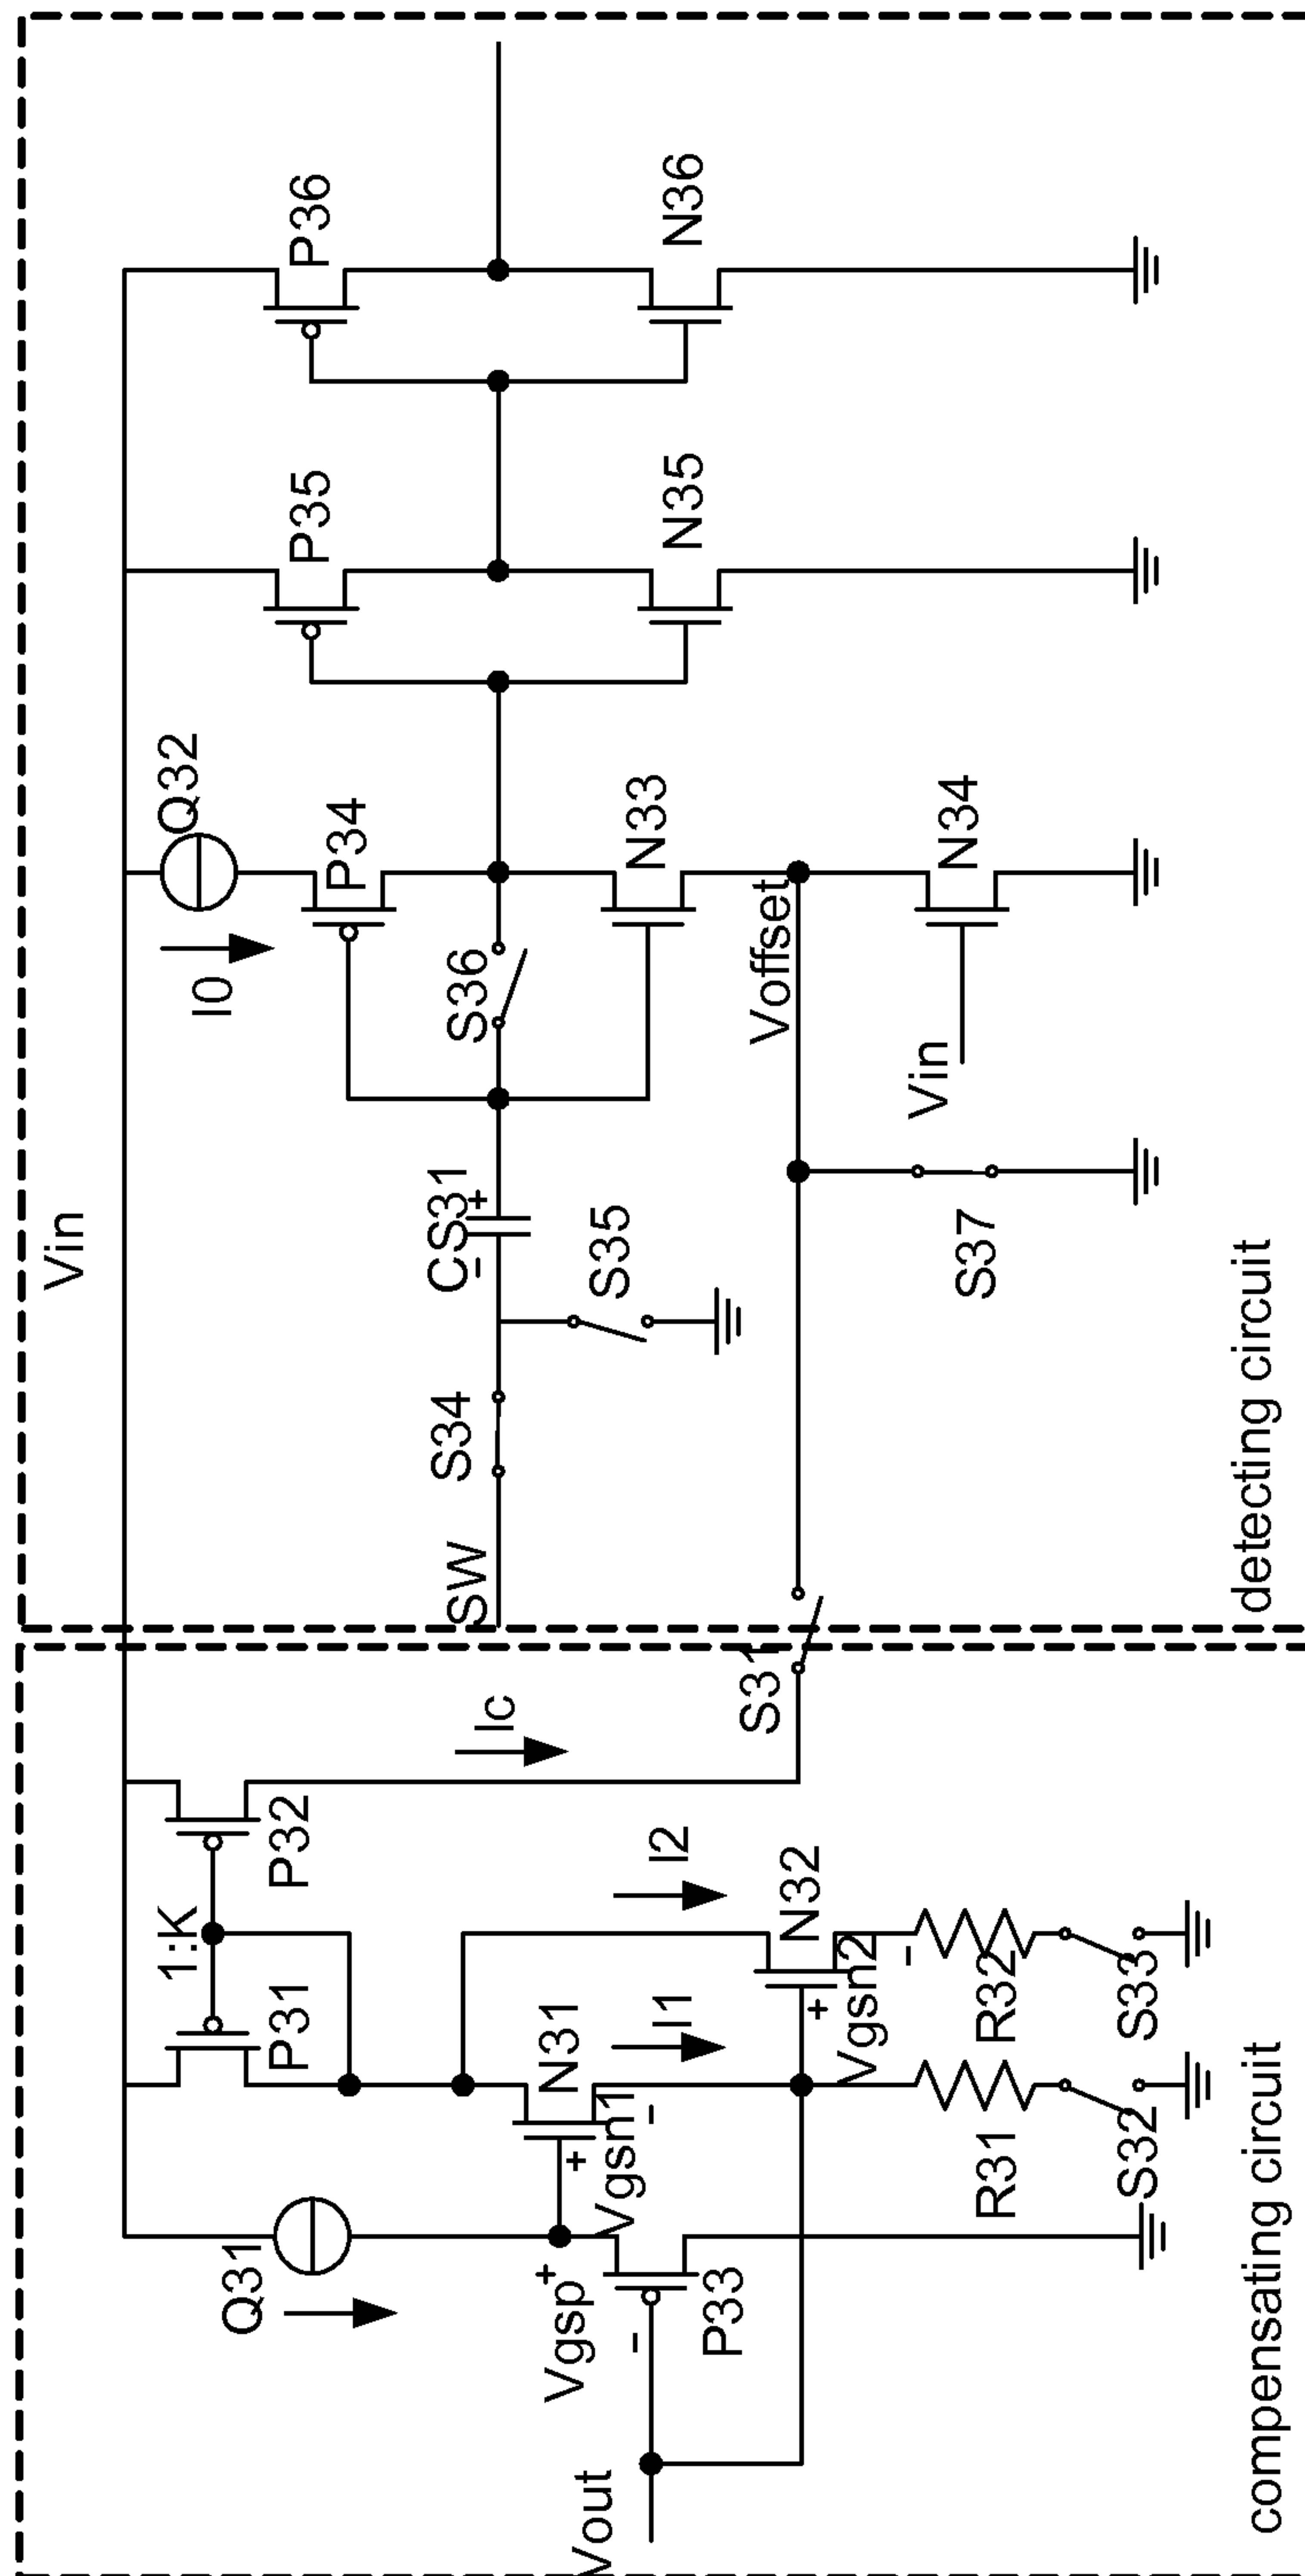 Vin
Q31
Vgsp
+
-
P33
Vout
P31
1:K
P32
Ic
N31
+
Vgsn1
-
I1
I2
N32
+
Vgsn2
-
R31
R32
S32
S33
S31
compensating circuit
SW
S34
CS31
-
+
S35
S36
I0
Q32
P34
N33
Voffset
Vin
N34
S37
P35
N35
P36
N36
detecting circuit